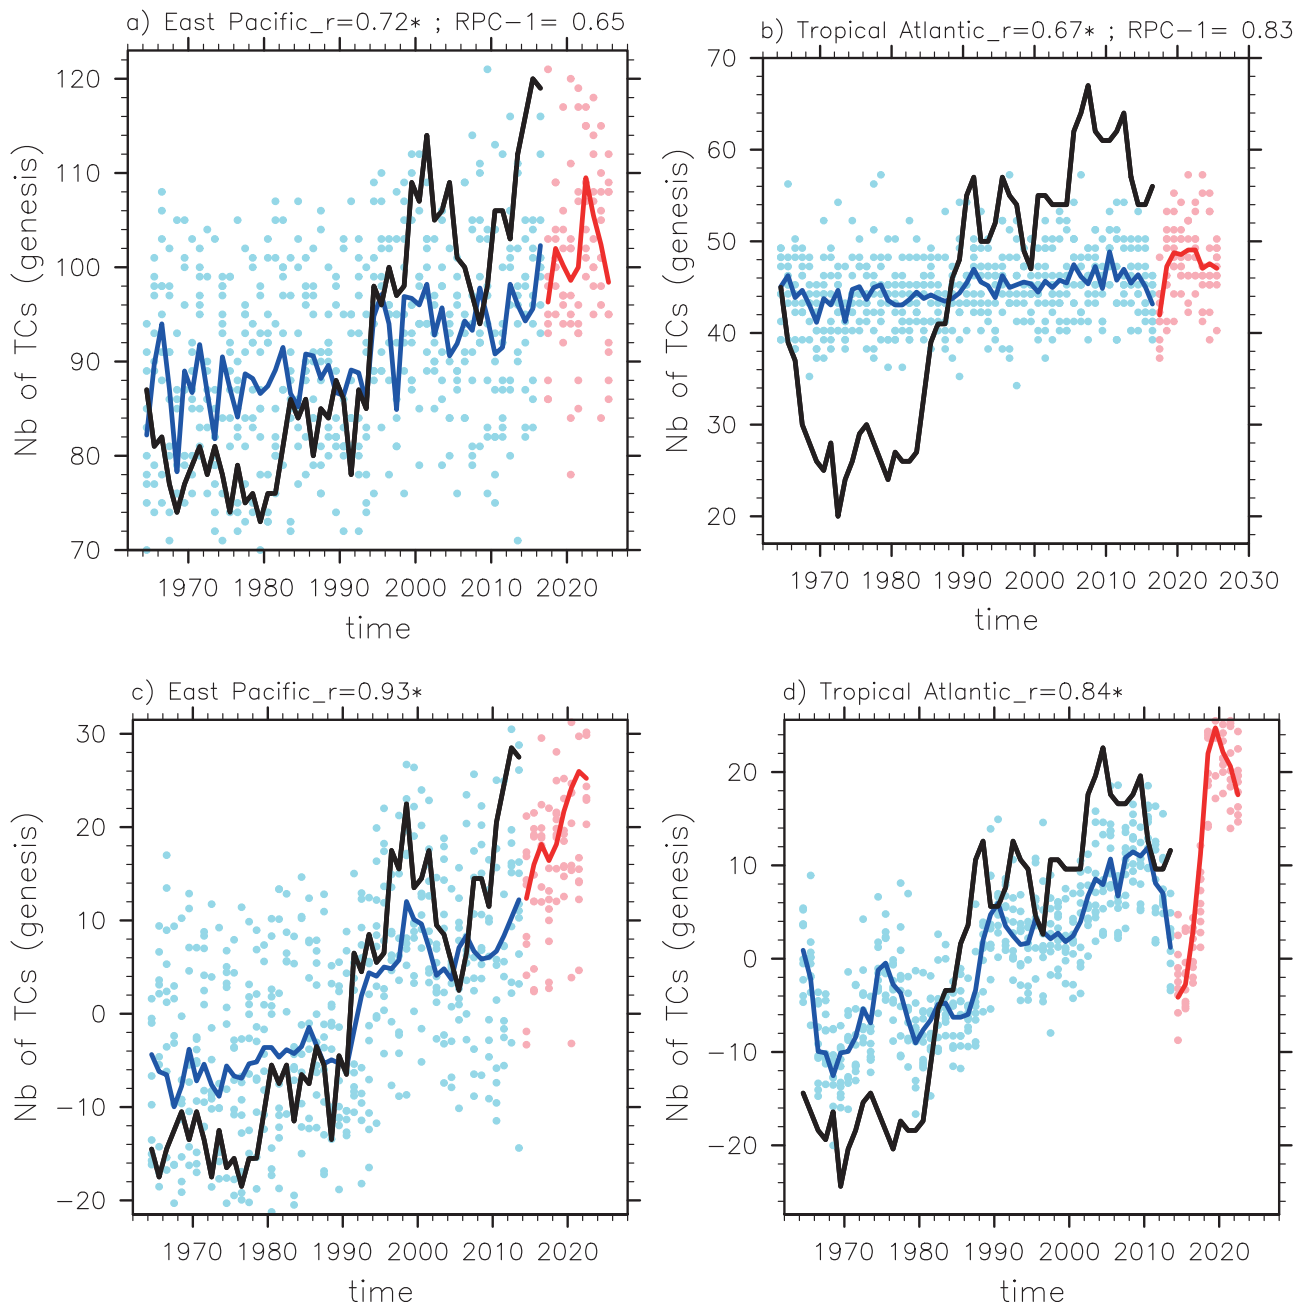 a) East Pacific_r=0.72* ; RPC−1= 0.65
120
110
100
90
80
70
Nb of TCs (genesis)
1970 1980 1990 2000 2010 2020
time
b) Tropical Atlantic_r=0.67* ; RPC−1= 0.83
70
60
50
40
30
20
Nb of TCs (genesis)
1970 1980 1990 2000 2010 2020 2030
time
c) East Pacific_r=0.93*
30
20
10
0
−10
−20
Nb of TCs (genesis)
1970 1980 1990 2000 2010 2020
time
d) Tropical Atlantic_r=0.84*
20
10
0
−10
−20
Nb of TCs (genesis)
1970 1980 1990 2000 2010 2020
time